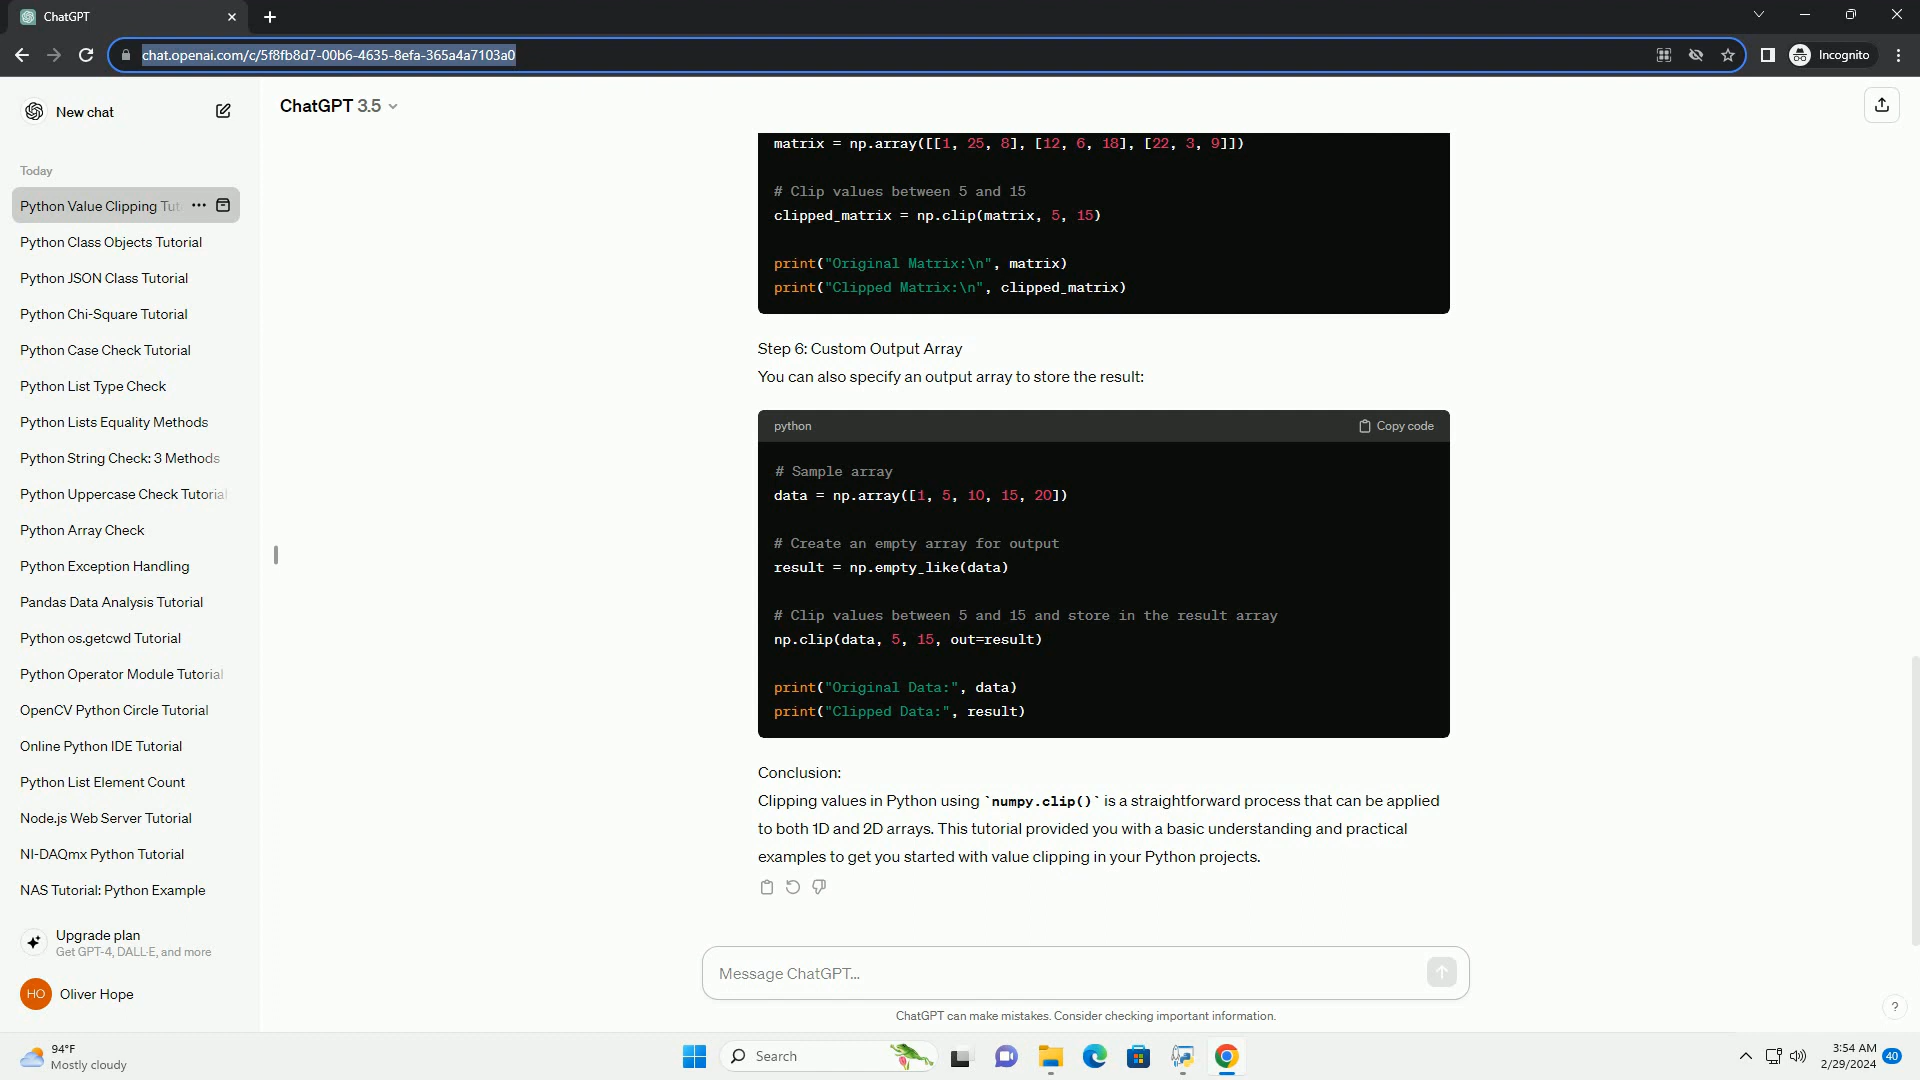 ChatGPT
chat.openai.com/c/5f8fb8d7-00b6-4635-8efa-365a4a7103a0
Incognito
New chat
ChatGPT 3.5
Today
Python Value Clipping Tut
Python Class Objects Tutorial
Python JSON Class Tutorial
Python Chi-Square Tutorial
Python Case Check Tutorial
Python List Type Check
Python Lists Equality Methods
Python String Check: 3 Methods
Python Uppercase Check Tutorial
Python Array Check
Python Exception Handling
Pandas Data Analysis Tutorial
Python os.getcwd Tutorial
Python Operator Module Tutorial
OpenCV Python Circle Tutorial
Online Python IDE Tutorial
Python List Element Count
Node.js Web Server Tutorial
NI-DAQmx Python Tutorial
NAS Tutorial: Python Example
Upgrade plan
Get GPT-4, DALL·E, and more
HO Oliver Hope
matrix = np.array([[1, 25, 8], [12, 6, 18], [22, 3, 9]])
# Clip values between 5 and 15
clipped_matrix = np.clip(matrix, 5, 15)
print("Original Matrix:\n", matrix)
print("Clipped Matrix:\n", clipped_matrix)
Step 6: Custom Output Array
You can also specify an output array to store the result:
python
Copy code
# Sample array
data = np.array([1, 5, 10, 15, 20])
# Create an empty array for output
result = np.empty_like(data)
# Clip values between 5 and 15 and store in the result array
np.clip(data, 5, 15, out=result)
print("Original Data:", data)
print("Clipped Data:", result)
Conclusion:
Clipping values in Python using `numpy.clip()` is a straightforward process that can be applied
to both 1D and 2D arrays. This tutorial provided you with a basic understanding and practical
examples to get you started with value clipping in your Python projects.
Message ChatGPT...
ChatGPT can make mistakes. Consider checking important information.
?
94°F
Mostly cloudy
Search
3:54 AM
2/29/2024
40